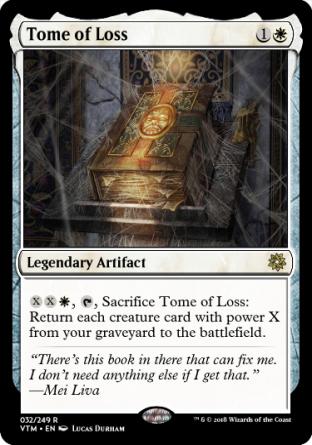 Tome of Loss 1
Legendary Artifact
X X , , Sacrifice Tome of Loss:
Return each creature card with power X
from your graveyard to the battlefield.
“There's this book in there that can fix me.
I don't need anything else if I get that.”
—Mei Liva
032/249 R
VTM • EN LUCAS DURHAM
™ & © 2018 Wizards of the Coast